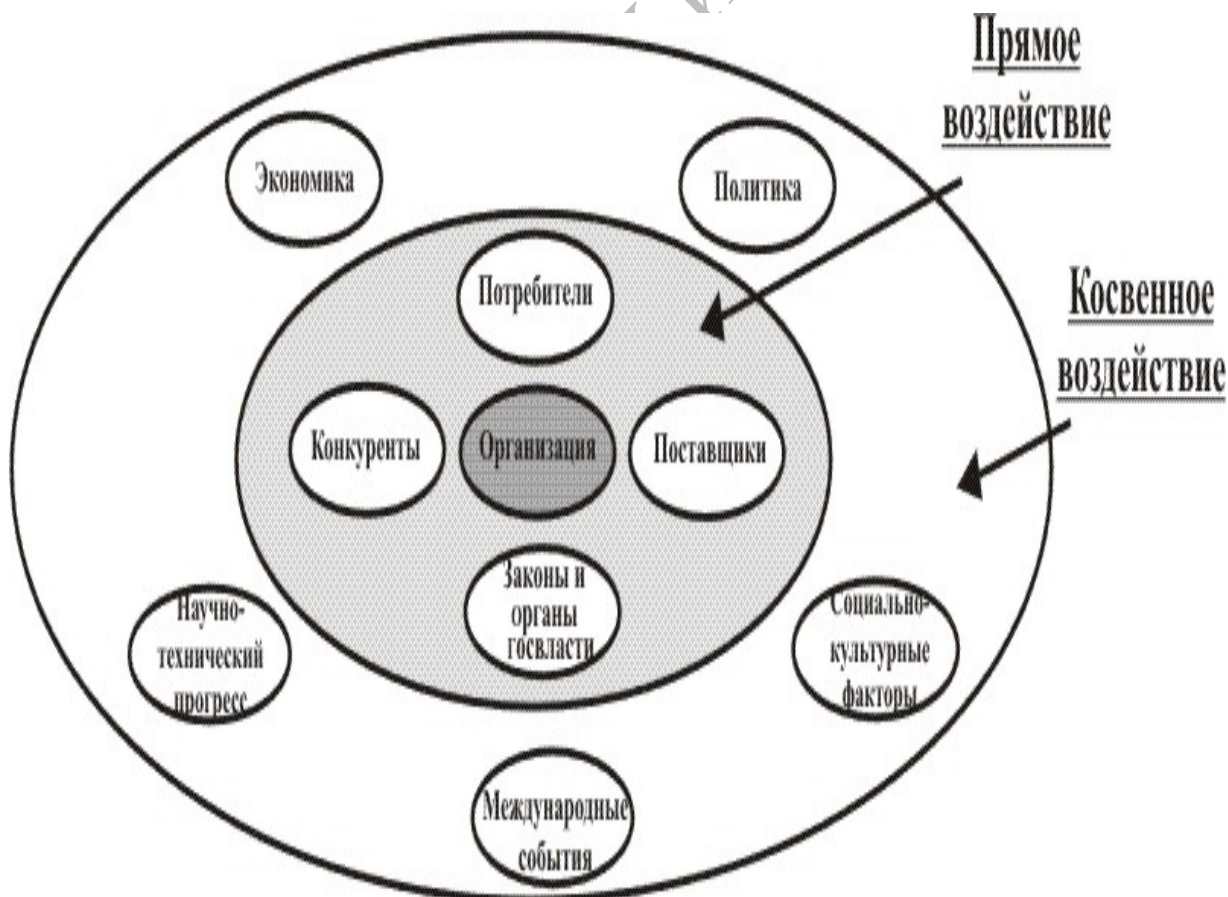 Прямое
воздействие
Экономика
Политика
Потребители
Косвенное
воздействие
Конкуренты
Организация
Поставщики
Законы и
органы
госвласти
Научно-
технический
прогресс
Социально-
культурные
факторы
Международные
события